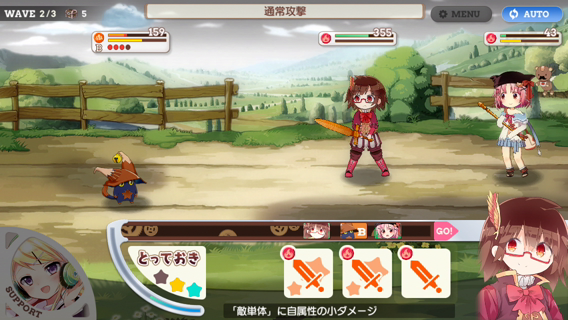 WAVE 2/3
5
通常攻撃
MENU
AUTO
159
B
355
43
B
GO!
とっておき
SUPPORT
「敵単体」に自属性の小ダメージ